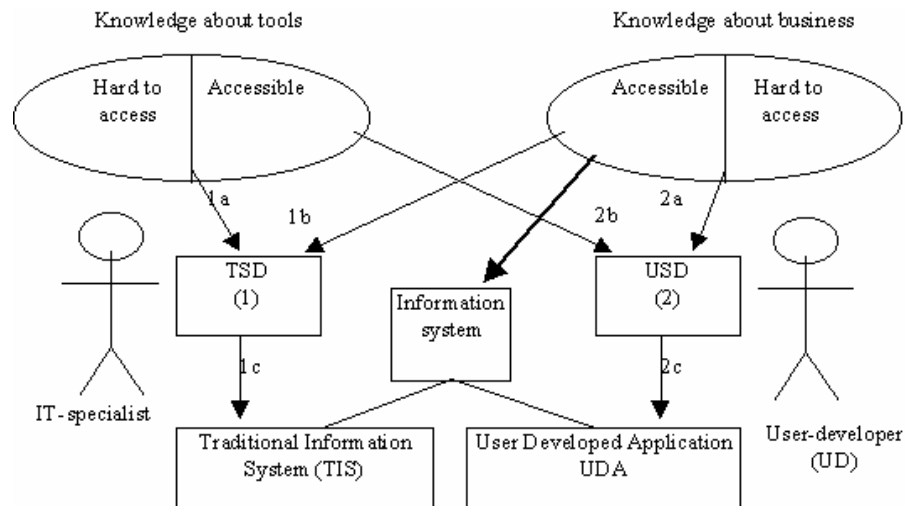 Knowledge about tools
Knowledge about business
Hard to
access
Accessible
Accessible
Hard to
access
1a
1b
2b
2a
TSD
(1)
USD
(2)
Information
system
1c
2c
IT-specialist
Traditional Information
System (TIS)
User Developed Application
UDA
User-developer
(UD)